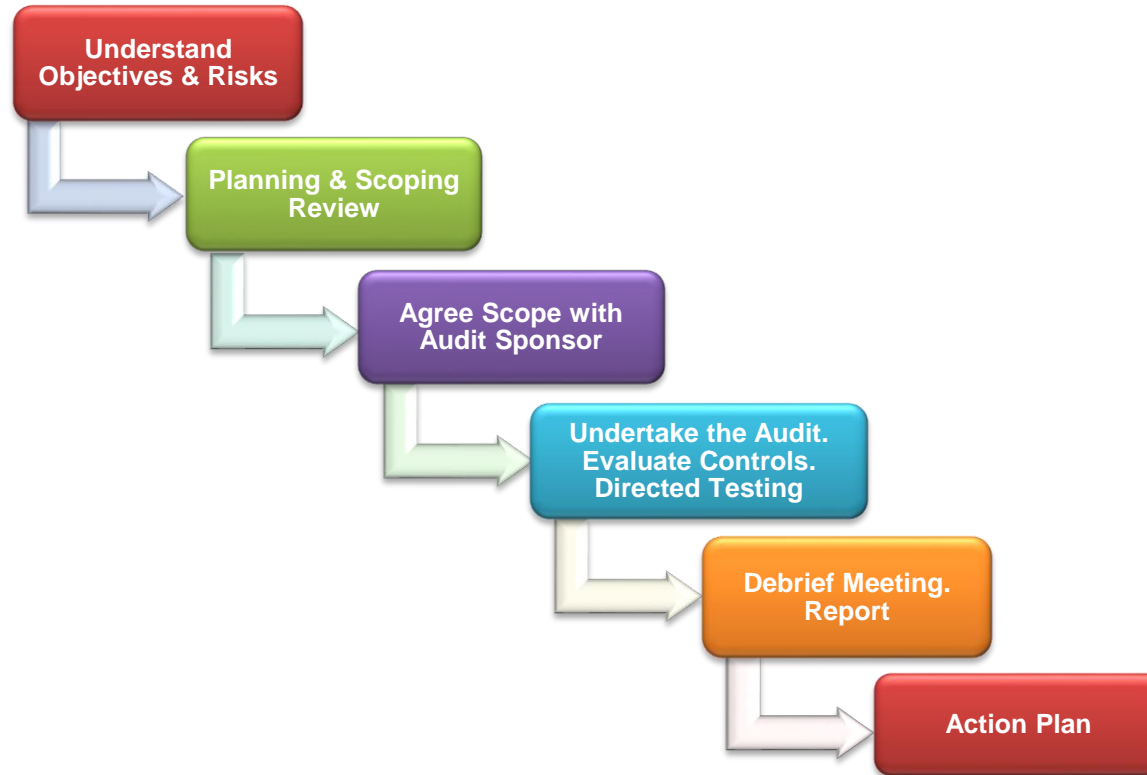 Understand
Objectives & Risks
Planning & Scoping
Review
Agree Scope with
Audit Sponsor
Undertake the Audit.
Evaluate Controls.
Directed Testing
Debrief Meeting.
Report
Action Plan